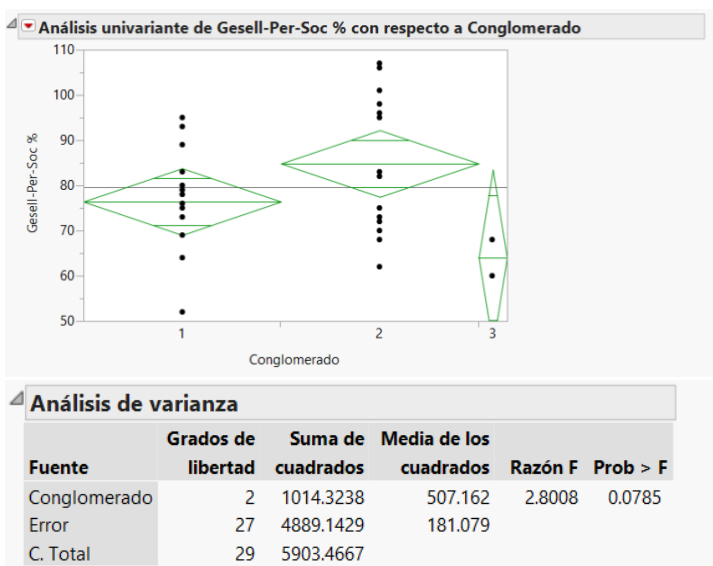 Análisis univariante de Gesell-Per-Soc % con respecto a Conglomerado
110
100
90
80
70
60
50
Gesell-Per-Soc %
1 2 3
Conglomerado
Análisis de varianza
Grados de Suma de Media de los
Fuente libertad cuadrados cuadrados Razón F Prob > F
Conglomerado 2 1014.3238 507.162 2.8008 0.0785
Error 27 4889.1429 181.079
C. Total 29 5903.4667